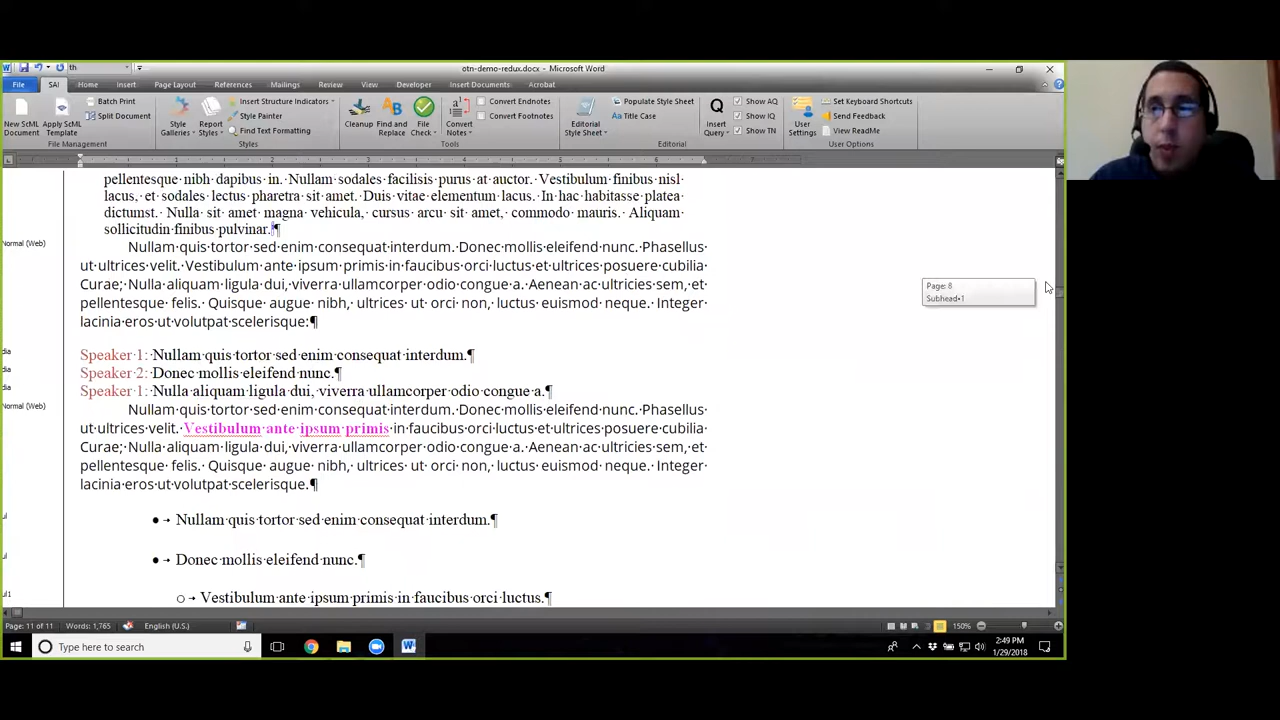 th
otn-demo-redux.docx - Microsoft Word
File SAI Home Insert Page Layout References Mailings Review View Developer Insert Documents Acrobat
New ScML Document
Apply ScML Template
Batch Print
Split Document
File Management
Style Galleries
Report Styles
Insert Structure Indicators
Style Painter
Find Text Formatting
Styles
Cleanup
Find and Replace
File Check
Convert Notes
Convert Endnotes
Convert Footnotes
Tools
Editorial Style Sheet
Populate Style Sheet
Title Case
Editorial
Insert Query
Show AQ
Show IQ
Show TN
User Settings
Set Keyboard Shortcuts
Send Feedback
View ReadMe
User Options
1 2 3 4 5 6 7
pellentesque nibh dapibus in. Nullam sodales facilisis purus at auctor. Vestibulum finibus nisl
lacus, et sodales lectus pharetra sit amet. Duis vitae elementum lacus. In hac habitasse platea
dictumst. Nulla sit amet magna vehicula, cursus arcu sit amet, commodo mauris. Aliquam
sollicitudin finibus pulvinar.¶
Normal (Web)
Nullam quis tortor sed enim consequat interdum. Donec mollis eleifend nunc. Phasellus
ut ultrices velit. Vestibulum ante ipsum primis in faucibus orci luctus et ultrices posuere cubilia
Curae; Nulla aliquam ligula dui, viverra ullamcorper odio congue a. Aenean ac ultricies sem, et
pellentesque felis. Quisque augue nibh, ultrices ut orci non, luctus euismod neque. Integer
lacinia eros ut volutpat scelerisque:¶
Page: 8
Subhead 1
dia
Speaker 1: Nullam quis tortor sed enim consequat interdum.¶
dia
Speaker 2: Donec mollis eleifend nunc.¶
dia
Speaker 1: Nulla aliquam ligula dui, viverra ullamcorper odio congue a.¶
Normal (Web)
Nullam quis tortor sed enim consequat interdum. Donec mollis eleifend nunc. Phasellus
ut ultrices velit. Vestibulum ante ipsum primis in faucibus orci luctus et ultrices posuere cubilia
Curae; Nulla aliquam ligula dui, viverra ullamcorper odio congue a. Aenean ac ultricies sem, et
pellentesque felis. Quisque augue nibh, ultrices ut orci non, luctus euismod neque. Integer
lacinia eros ut volutpat scelerisque.¶
ul
• Nullam quis tortor sed enim consequat interdum.¶
ul
• Donec mollis eleifend nunc.¶
ul1
○ Vestibulum ante ipsum primis in faucibus orci luctus.¶
Page: 11 of 11 Words: 1,765 English (U.S.) 150%
Type here to search
2:49 PM
1/29/2018